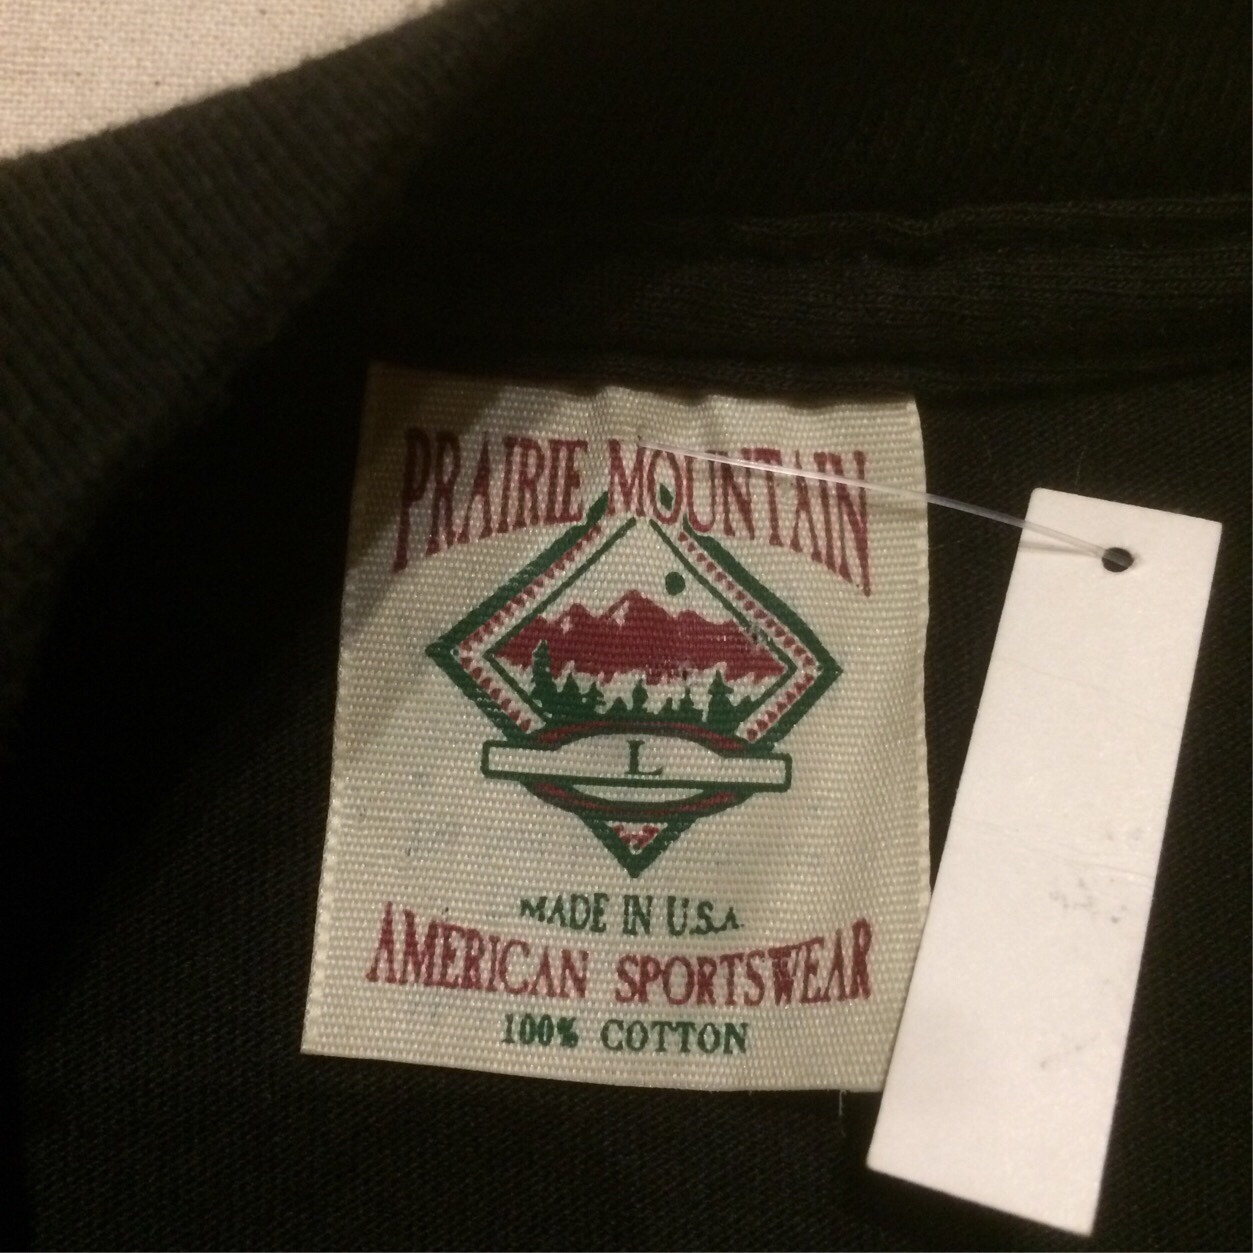 PRAIRIE MOUNTAIN
L
MADE IN U.S.A.
AMERICAN SPORTSWEAR
100% COTTON